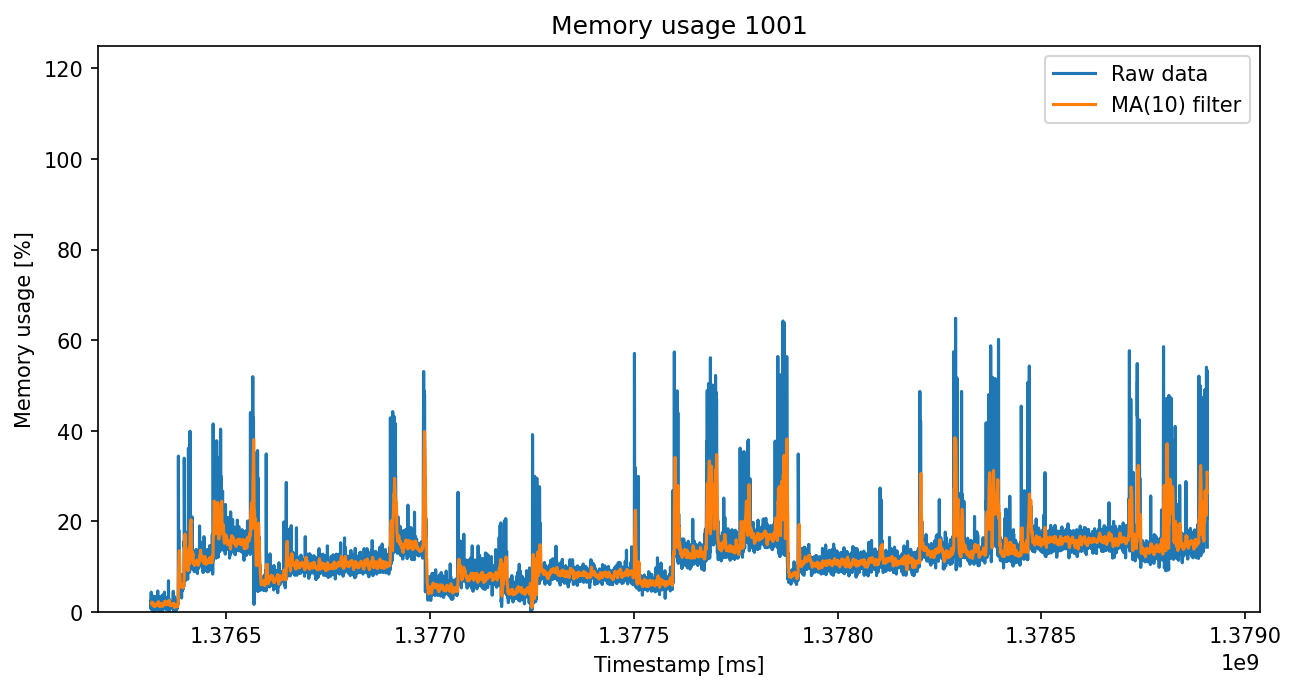 Memory usage 1001
Raw data
MA(10) filter
Memory usage [%]
120
100
80
60
40
20
0
1.3765 1.3770 1.3775 1.3780 1.3785 1.3790
1e9
Timestamp [ms]